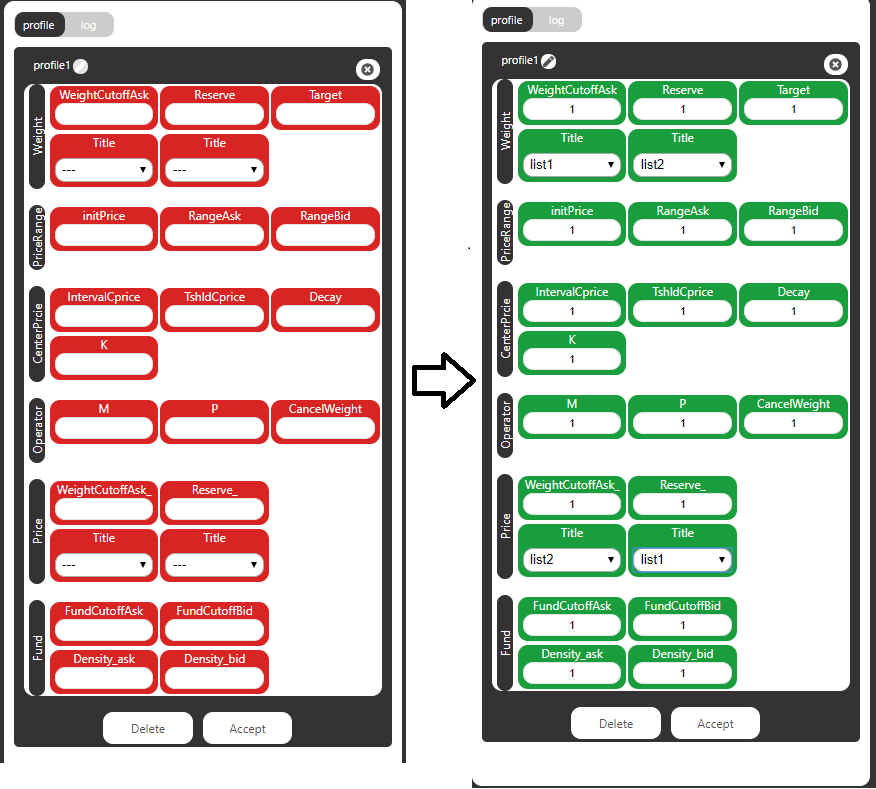 profile log
profile1
Weight
WeightCutoffAsk Reserve Target
Title Title
--- ---
PriceRange
initPrice RangeAsk RangeBid
CenterPrcie
IntervalCprice TshldCprice Decay
K
Operator
M P CancelWeight
Price
WeightCutoffAsk_ Reserve_
Title Title
--- ---
Fund
FundCutoffAsk FundCutoffBid
Density_ask Density_bid
Delete Accept
profile log
profile1
Weight
WeightCutoffAsk Reserve Target
1 1 1
Title Title
list1 list2
PriceRange
initPrice RangeAsk RangeBid
1 1 1
CenterPrcie
IntervalCprice TshldCprice Decay
1 1 1
K
1
Operator
M P CancelWeight
1 1 1
Price
WeightCutoffAsk_ Reserve_
1 1
Title Title
list2 list1
Fund
FundCutoffAsk FundCutoffBid
1 1
Density_ask Density_bid
1 1
Delete Accept